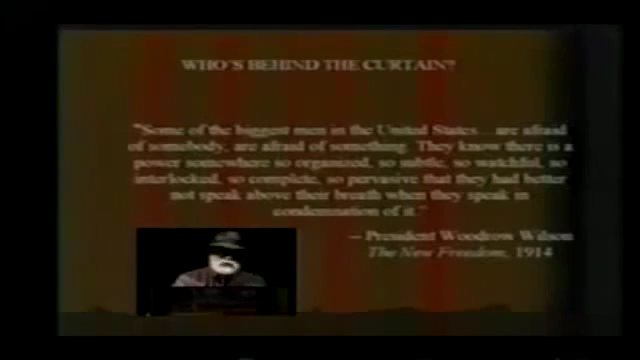 WHO'S BEHIND THE CURTAIN?
"Some of the biggest men in the United States...are afraid
of somebody, are afraid of something. They know there is a
power somewhere so organized, so subtle, so watchful, so
interlocked, so complete, so pervasive that they had better
not speak above their breath when they speak in
condemnation of it."
-- President Woodrow Wilson
The New Freedom, 1914